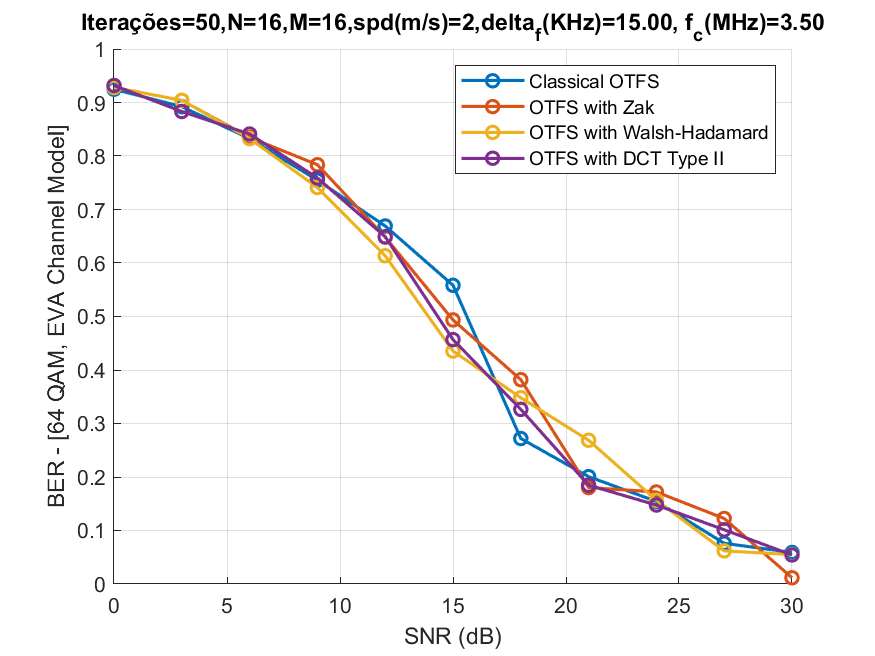 Iterações=50,N=16,M=16,spd(m/s)=2,delta_f(KHz)=15.00, f_c(MHz)=3.50
1
0.9
0.8
0.7
0.6
0.5
0.4
0.3
0.2
0.1
0
BER - [64 QAM, EVA Channel Model]
Classical OTFS
OTFS with Zak
OTFS with Walsh-Hadamard
OTFS with DCT Type II
0 5 10 15 20 25 30
SNR (dB)